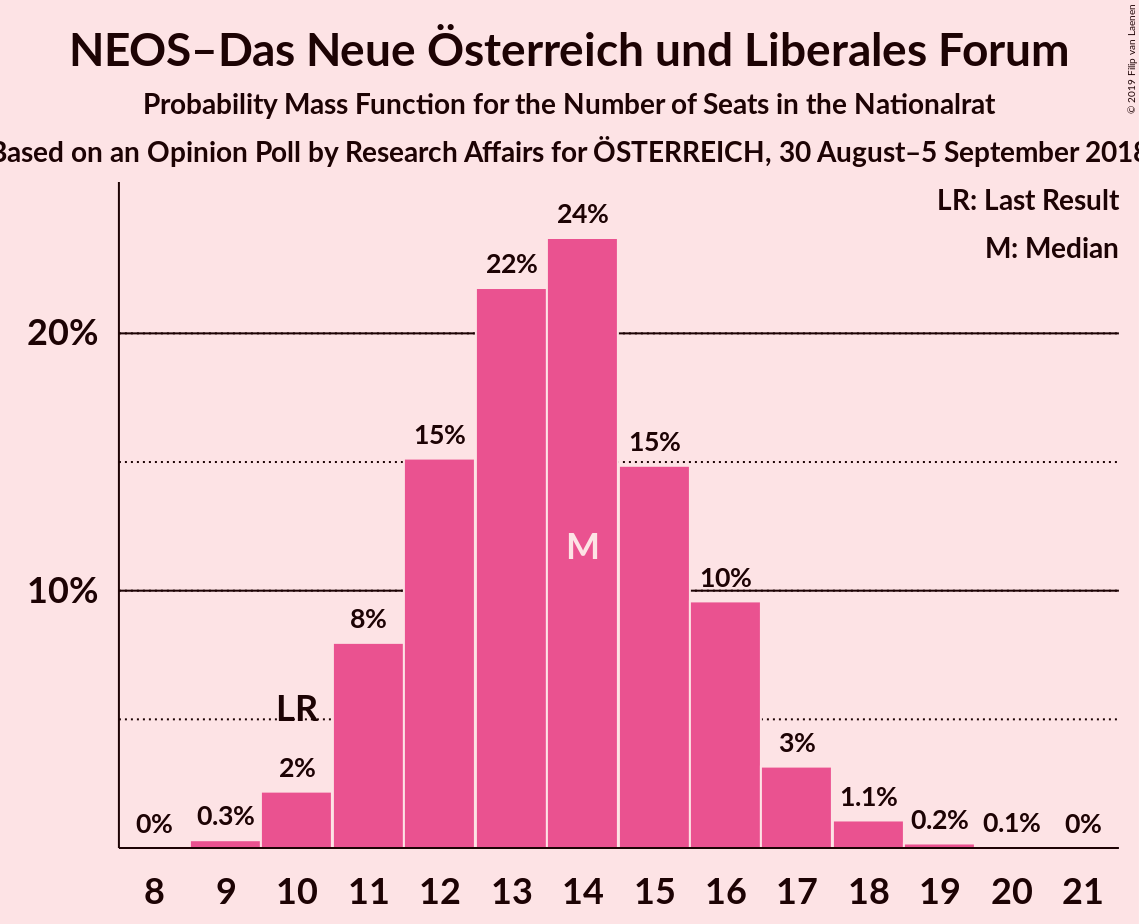 NEOS–Das Neue Österreich und Liberales Forum
Probability Mass Function for the Number of Seats in the Nationalrat
Based on an Opinion Poll by Research Affairs for ÖSTERREICH, 30 August–5 September 2018
© 2019 Filip van Laenen
LR: Last Result
M: Median
24%
22%
20%
15%
15%
M
10%
10%
8%
LR
3%
2%
1.1%
0%
0.3%
0.2%
0.1%
0%
8 9 10 11 12 13 14 15 16 17 18 19 20 21